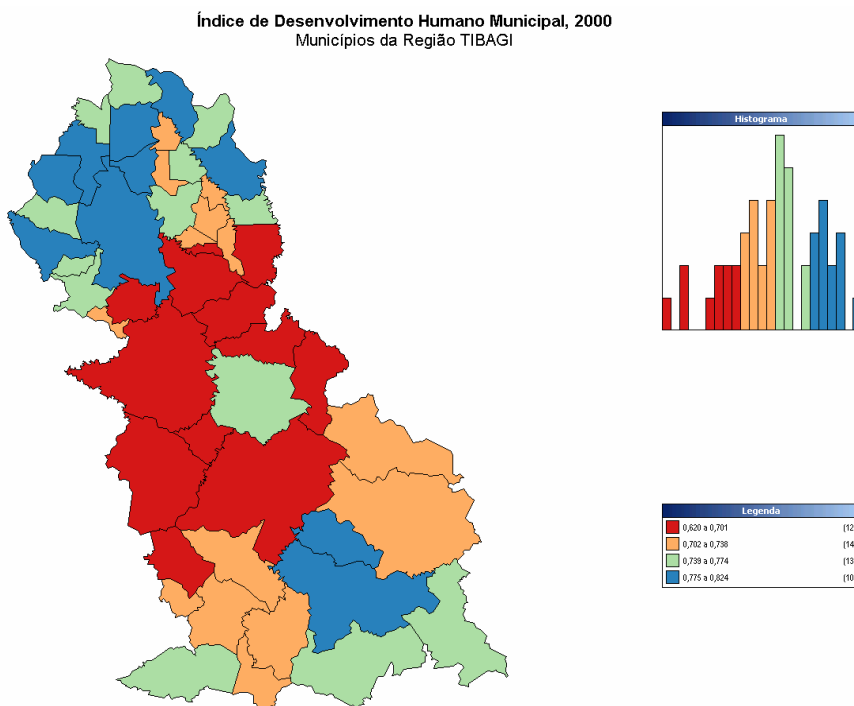 Índice de Desenvolvimento Humano Municipal, 2000
Municípios da Região TIBAGI
Histograma
Legenda
0,620 a 0,701 (12
0,702 a 0,738 (14
0,739 a 0,774 (13
0,775 a 0,824 (10